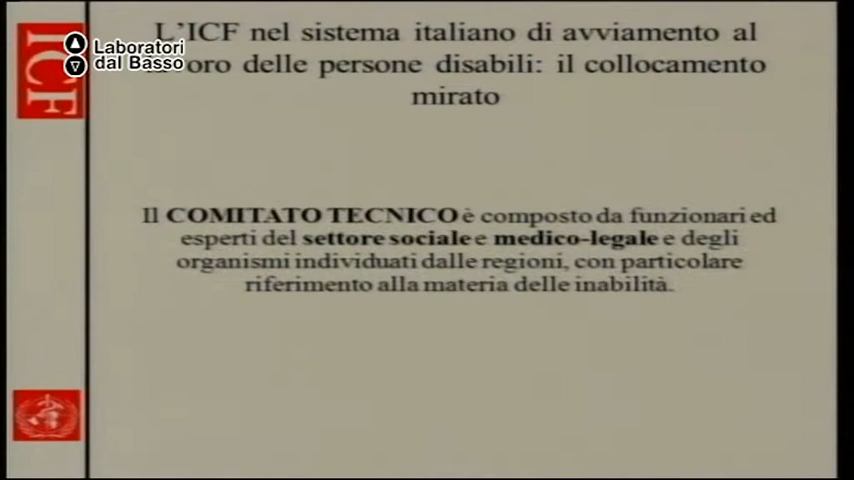 L'ICF nel sistema italiano di avviamento al
oro delle persone disabili: il collocamento
mirato
ICF
Laboratori
dal Basso
Il COMITATO TECNICO è composto da funzionari ed
esperti del settore sociale e medico-legale e degli
organismi individuati dalle regioni, con particolare
riferimento alla materia delle inabilità.